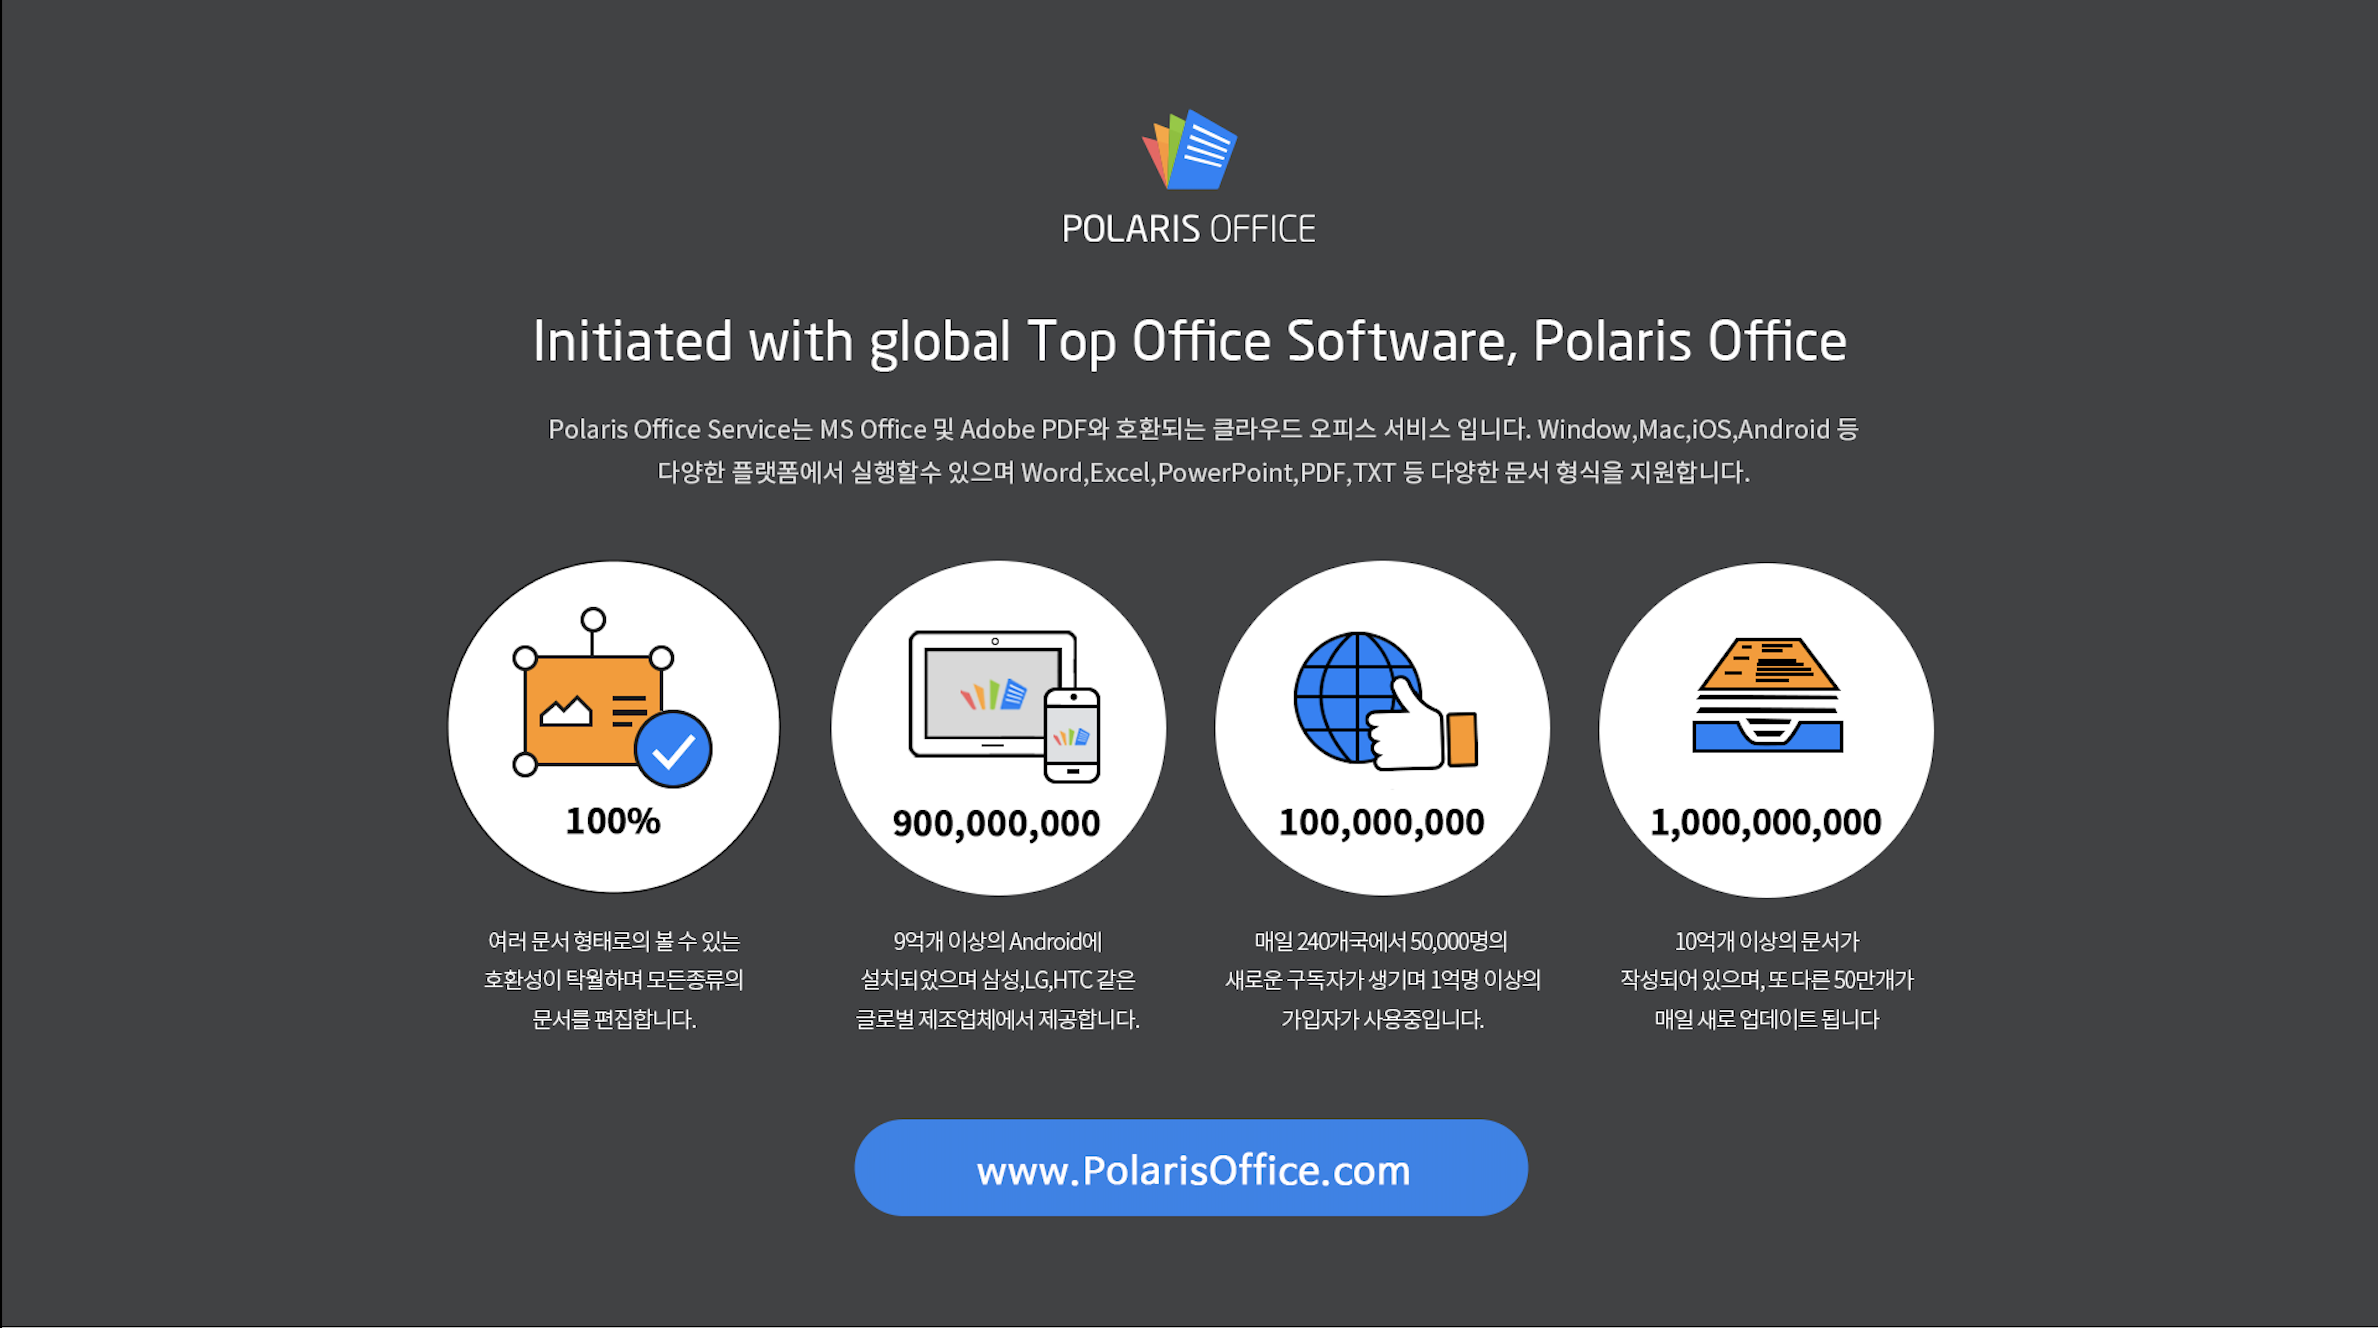 POLARIS OFFICE
Initiated with global Top Office Software, Polaris Office
Polaris Office Service는 MS Office 및 Adobe PDF와 호환되는 클라우드 오피스 서비스 입니다. Window,Mac,iOS,Android 등
다양한 플랫폼에서 실행할수 있으며 Word,Excel,PowerPoint,PDF,TXT 등 다양한 문서 형식을 지원합니다.
100%
여러 문서 형태로의 볼 수 있는
호환성이 탁월하며 모든종류의
문서를 편집합니다.
900,000,000
9억개 이상의 Android에
설치되었으며 삼성,LG,HTC 같은
글로벌 제조업체에서 제공합니다.
100,000,000
매일 240개국에서 50,000명의
새로운 구독자가 생기며 1억명 이상의
가입자가 사용중입니다.
1,000,000,000
10억개 이상의 문서가
작성되어 있으며, 또 다른 50만개가
매일 새로 업데이트 됩니다
www.PolarisOffice.com